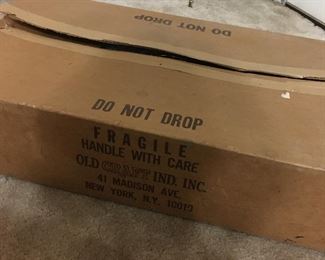 DO NOT DROP
DO NOT DROP
FRAGILE
HANDLE WITH CARE
OLD IND. INC.
41 MADISON AVE.
NEW YORK, N.Y. 10010